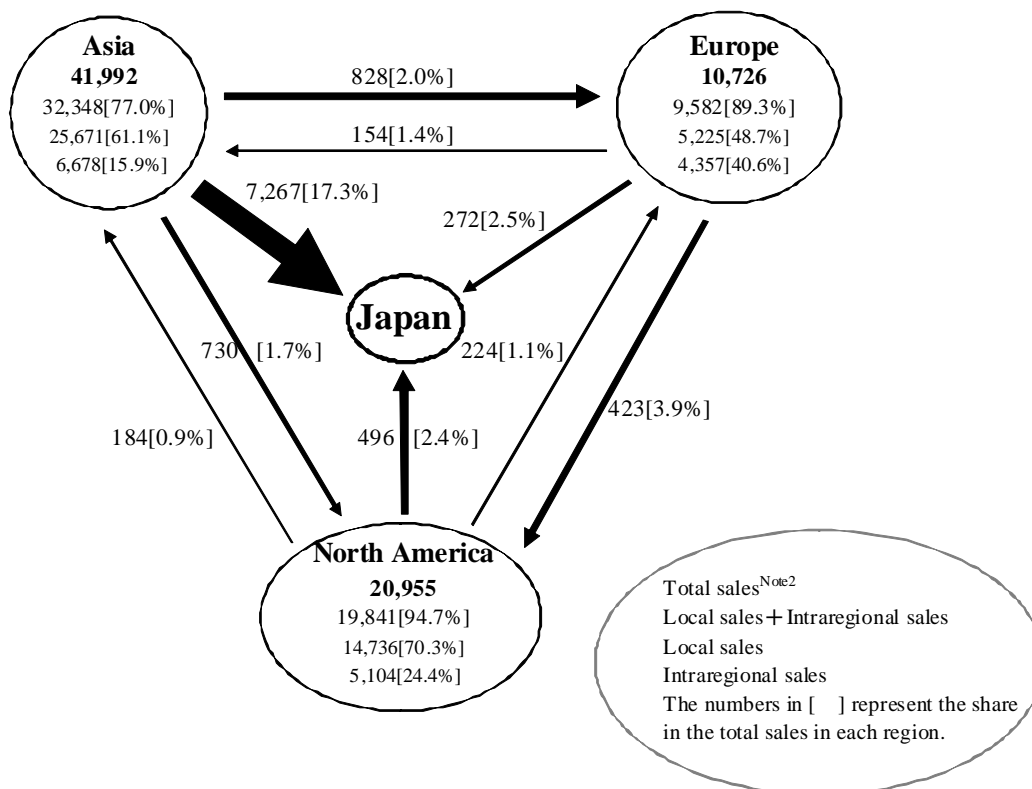 Asia
41,992
32,348[77.0%]
25,671[61.1%]
6,678[15.9%]
828[2.0%]
154[1.4%]
Europe
10,726
9,582[89.3%]
5,225[48.7%]
4,357[40.6%]
7,267[17.3%]
272[2.5%]
Japan
730 [1.7%]
224[1.1%]
184[0.9%]
496 [2.4%]
423[3.9%]
North America
20,955
19,841[94.7%]
14,736[70.3%]
5,104[24.4%]
Total sales Note2
Local sales＋Intraregional sales
Local sales
Intraregional sales
The numbers in [ ] represent the share
in the total sales in each region.